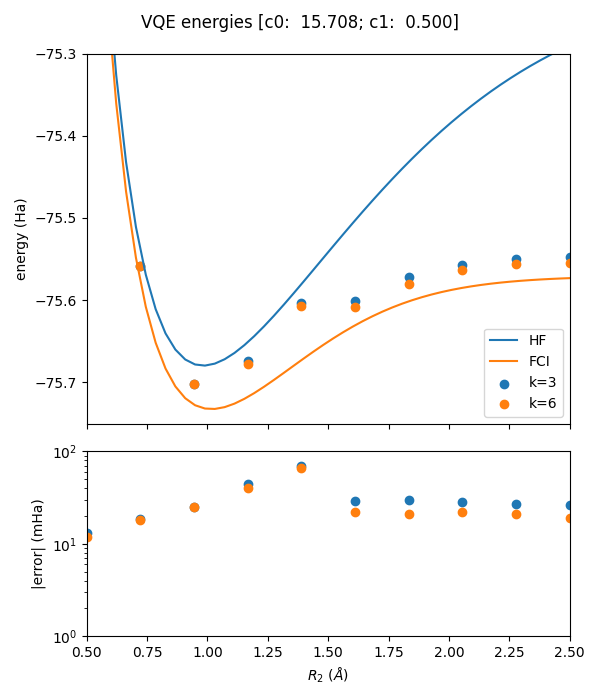 VQE energies [c0:  15.708; c1:  0.500]
energy (Ha)
−75.3
−75.4
−75.5
−75.6
−75.7
HF
FCI
k=3
k=6
|error| (mHa)
10²
10¹
10⁰
0.50 0.75 1.00 1.25 1.50 1.75 2.00 2.25 2.50
R₂ (Å)